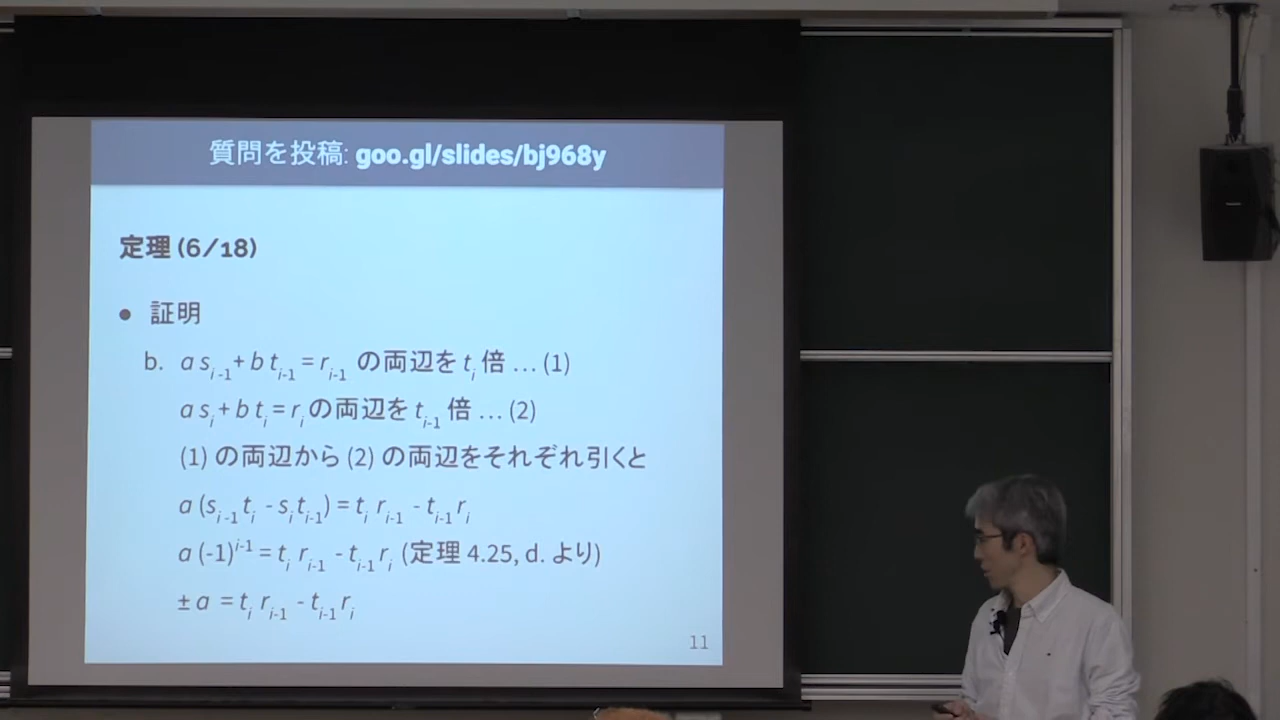 質問を投稿: goo.gl/slides/bj968y
定理 (6/18)
● 証明
b. a s_{i-1} + b t_{i-1} = r_{i-1} の両辺を t_i 倍 … (1)
a s_i + b t_i = r_i の両辺を t_{i-1} 倍 … (2)
(1) の両辺から (2) の両辺をそれぞれ引くと
a (s_{i-1} t_i - s_i t_{i-1}) = t_i r_{i-1} - t_{i-1} r_i
a (-1)^{i-1} = t_i r_{i-1} - t_{i-1} r_i (定理 4.25, d. より)
± a = t_i r_{i-1} - t_{i-1} r_i
11